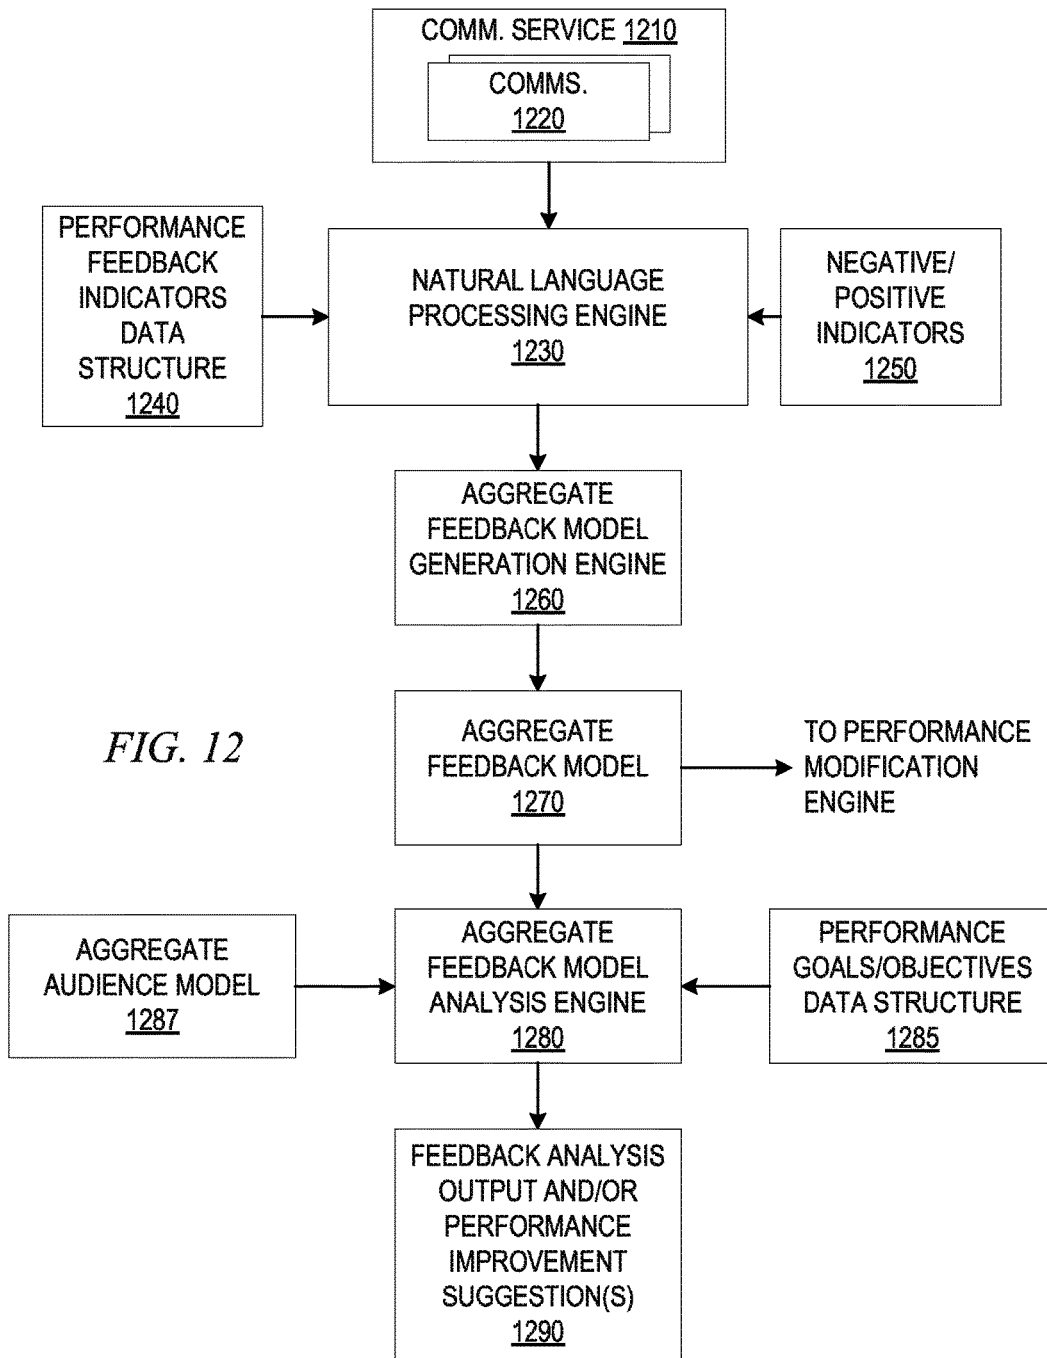 COMM. SERVICE 1210
COMMS.
1220
PERFORMANCE
FEEDBACK
INDICATORS
DATA
STRUCTURE
1240
NATURAL LANGUAGE
PROCESSING ENGINE
1230
NEGATIVE/
POSITIVE
INDICATORS
1250
AGGREGATE
FEEDBACK MODEL
GENERATION ENGINE
1260
FIG. 12
AGGREGATE
FEEDBACK MODEL
1270
TO PERFORMANCE
MODIFICATION
ENGINE
AGGREGATE
AUDIENCE MODEL
1287
AGGREGATE
FEEDBACK MODEL
ANALYSIS ENGINE
1280
PERFORMANCE
GOALS/OBJECTIVES
DATA STRUCTURE
1285
FEEDBACK ANALYSIS
OUTPUT AND/OR
PERFORMANCE
IMPROVEMENT
SUGGESTION(S)
1290